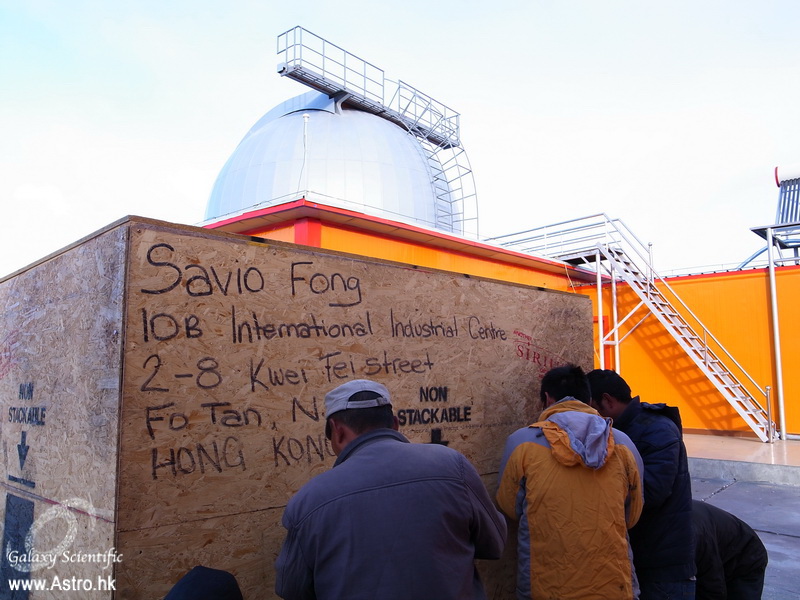 Savio Fong
10B International Industrial Centre
2-8 Kwei Tei street
Fo Tan, N
HONG KONG
NON
STACKABLE
SIRIU
NON
STACKABLE
Galaxy Scientific
www.Astro.hk